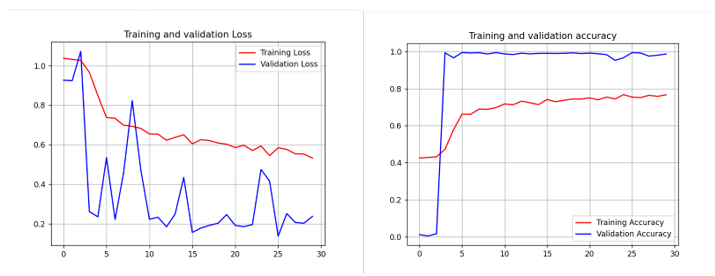 Training and validation Loss
Training Loss
Validation Loss
1.0
0.8
0.6
0.4
0.2
0 5 10 15 20 25 30
Training and validation accuracy
1.0
0.8
0.6
0.4
0.2
0.0
Training Accuracy
Validation Accuracy
0 5 10 15 20 25 30